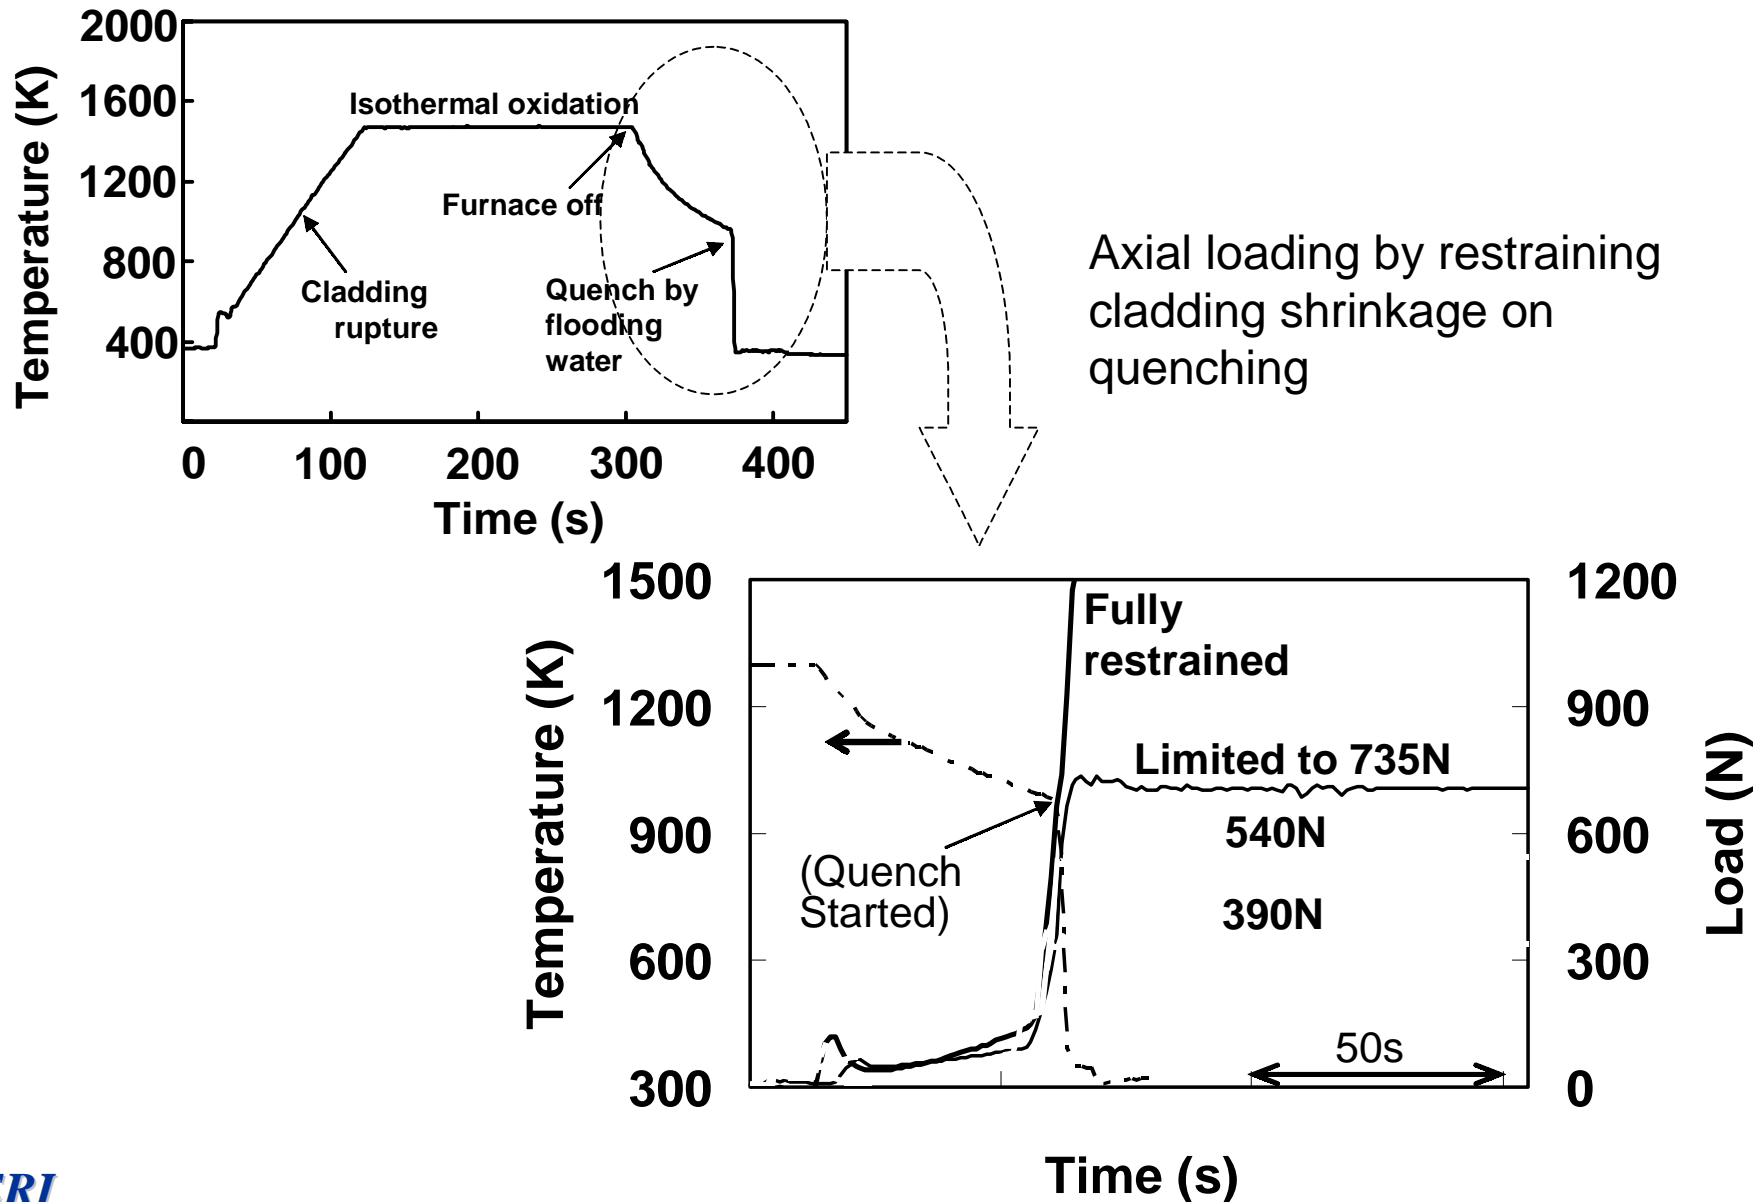 2000
1600
1200
800
400
Temperature (K)
Isothermal oxidation
Furnace off
Cladding
rupture
Quench by
flooding
water
0 100 200 300 400
Time (s)
Axial loading by restraining
cladding shrinkage on
quenching
1500
1200
900
600
300
Temperature (K)
Fully
restrained
Limited to 735N
540N
390N
(Quench
Started)
50s
1200
900
600
300
0
Load (N)
Time (s)